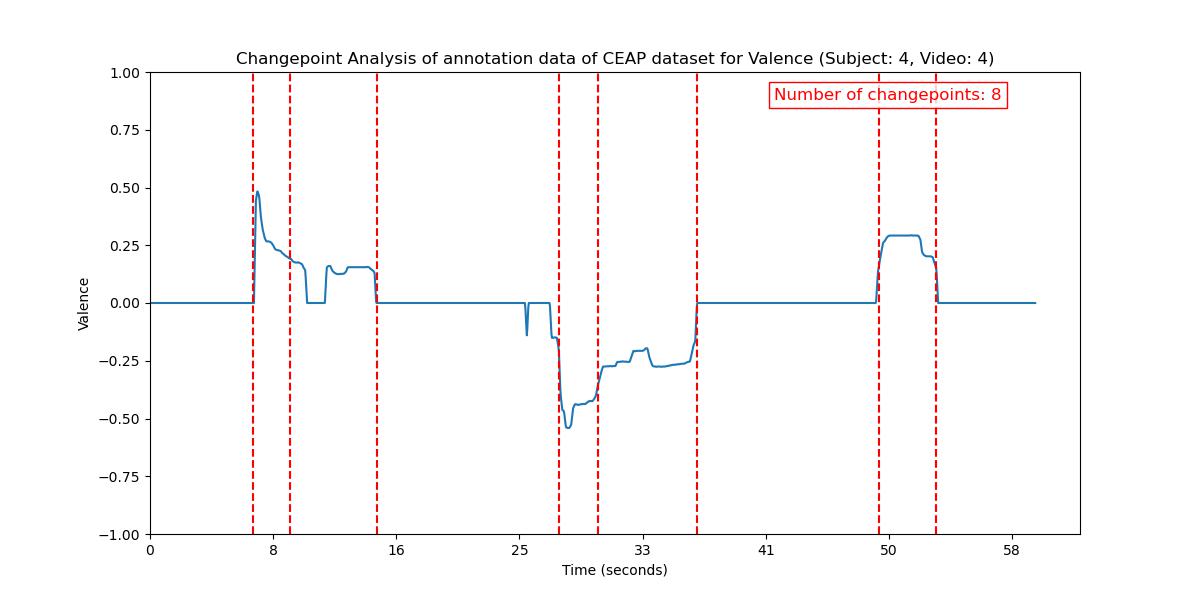 Changepoint Analysis of annotation data of CEAP dataset for Valence (Subject: 4, Video: 4)
Number of changepoints: 8
1.00
0.75
0.50
0.25
0.00
−0.25
−0.50
−0.75
−1.00
Valence
0 8 16 25 33 41 50 58
Time (seconds)